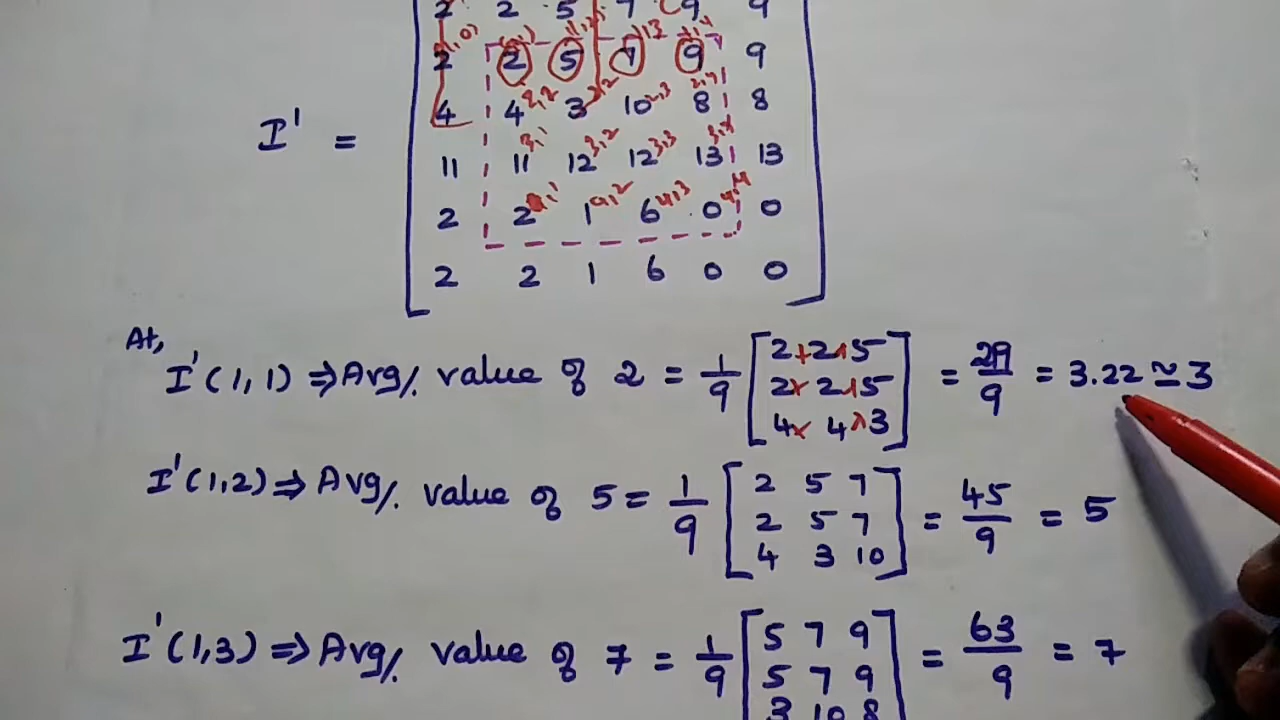 2 2 5 7 9 9
2 2 5 7 9 9
4 4 3 10 8 8
I' =
11 11 12 12 13 13
2 2 1 6 0 0
2 2 1 6 0 0
At,
I'(1,1) ⇒ Avg/. value of 2 = 1/9 [2+2+5 2+2+5 4+4+3] = 29/9 = 3.22 ≃ 3
I'(1,2) ⇒ Avg/. value of 5 = 1/9 [2 5 7 2 5 7 4 3 10] = 45/9 = 5
I'(1,3) ⇒ Avg/. value of 7 = 1/9 [5 7 9 5 7 9 3 10 8] = 63/9 = 7